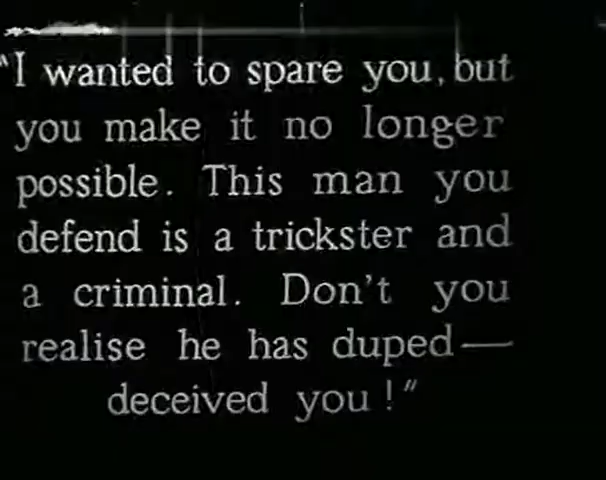 "I wanted to spare you, but
you make it no longer
possible. This man you
defend is a trickster and
a criminal. Don't you
realise he has duped—
deceived you!"